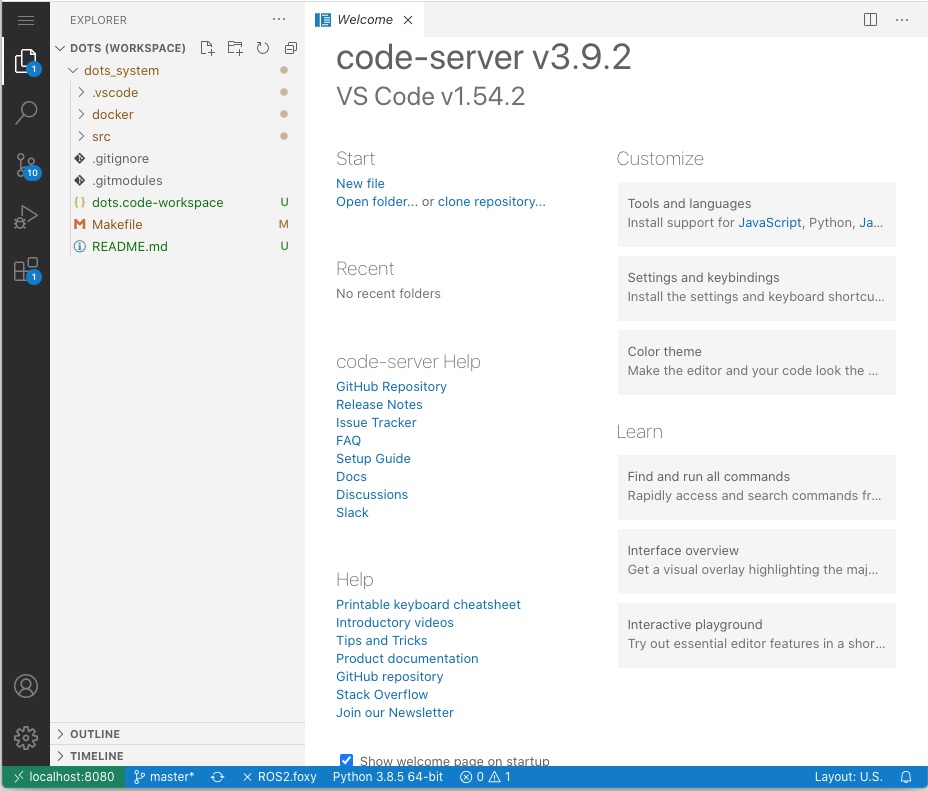 EXPLORER
DOTS (WORKSPACE)
dots_system
.vscode
docker
src
.gitignore
.gitmodules
{} dots.code-workspace U
Makefile M
README.md U
OUTLINE
TIMELINE
1
10
1
Welcome
code-server v3.9.2
VS Code v1.54.2
Start
New file
Open folder... or clone repository...
Recent
No recent folders
code-server Help
GitHub Repository
Release Notes
Issue Tracker
FAQ
Setup Guide
Docs
Discussions
Slack
Help
Printable keyboard cheatsheet
Introductory videos
Tips and Tricks
Product documentation
GitHub repository
Stack Overflow
Join our Newsletter
Show welcome page on startup
Customize
Tools and languages
Install support for JavaScript, Python, Ja...
Settings and keybindings
Install the settings and keyboard shortcu...
Color theme
Make the editor and your code look the ...
Learn
Find and run all commands
Rapidly access and search commands fr...
Interface overview
Get a visual overlay highlighting the maj...
Interactive playground
Try out essential editor features in a shor...
localhost:8080 master* ROS2.foxy Python 3.8.5 64-bit 0 1 Layout: U.S.